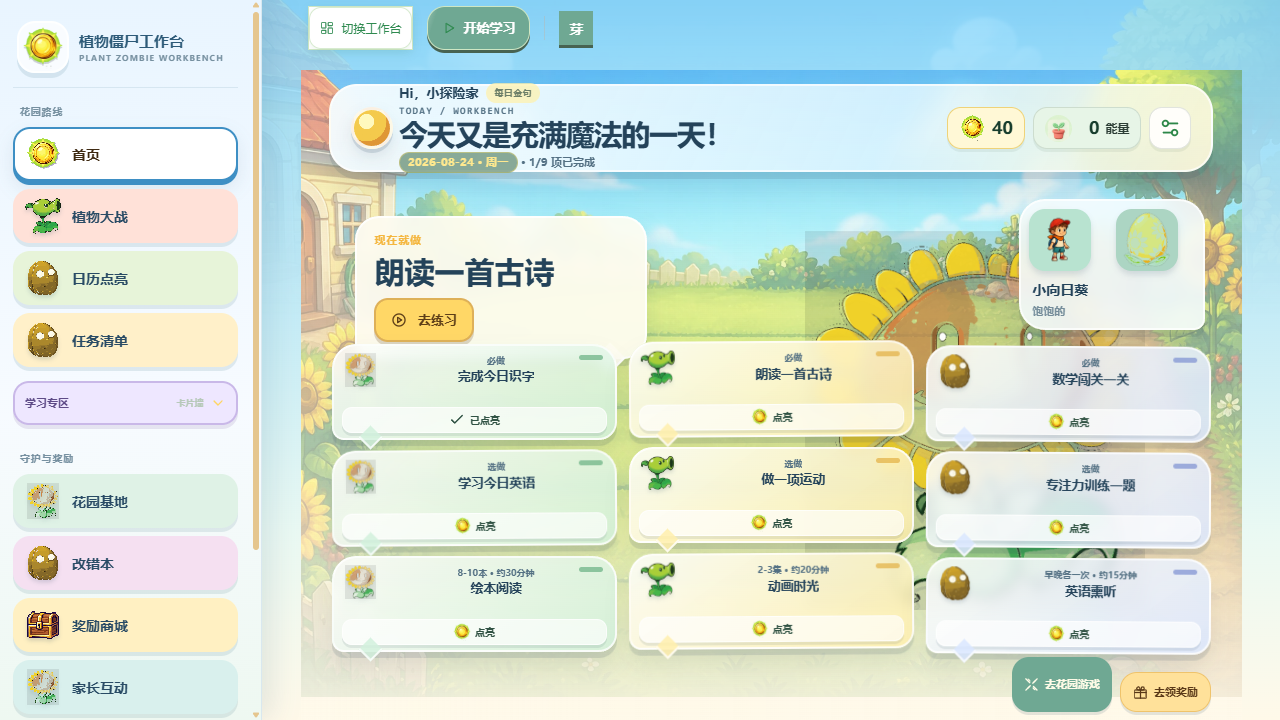 植物僵尸工作台
PLANT ZOMBIE WORKBENCH
花园路线
首页
植物大战
日历点亮
任务清单
学习专区 卡片篇
守护与奖励
花园基地
改错本
奖励商城
家长互动
切换工作台
开始学习
芽
Hi，小探险家 每日金句
TODAY / WORKBENCH
今天又是充满魔法的一天！
2026-08-24 • 周一 • 1/9 项已完成
40
0 能量
现在就做
朗读一首古诗
去练习
小向日葵
饱饱的
必做
完成今日识字
已点亮
必做
朗读一首古诗
点亮
必做
数学闯关一关
点亮
选做
学习今日英语
点亮
选做
做一项运动
点亮
选做
专注力训练一题
点亮
8-10本 • 约30分钟
绘本阅读
点亮
2-3集 • 约20分钟
动画时光
点亮
早晚各一次 • 约15分钟
英语熏听
点亮
去花园游戏
去领奖励